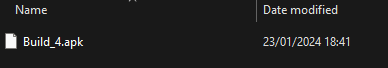 Name Date modified
Build_4.apk 23/01/2024 18:41